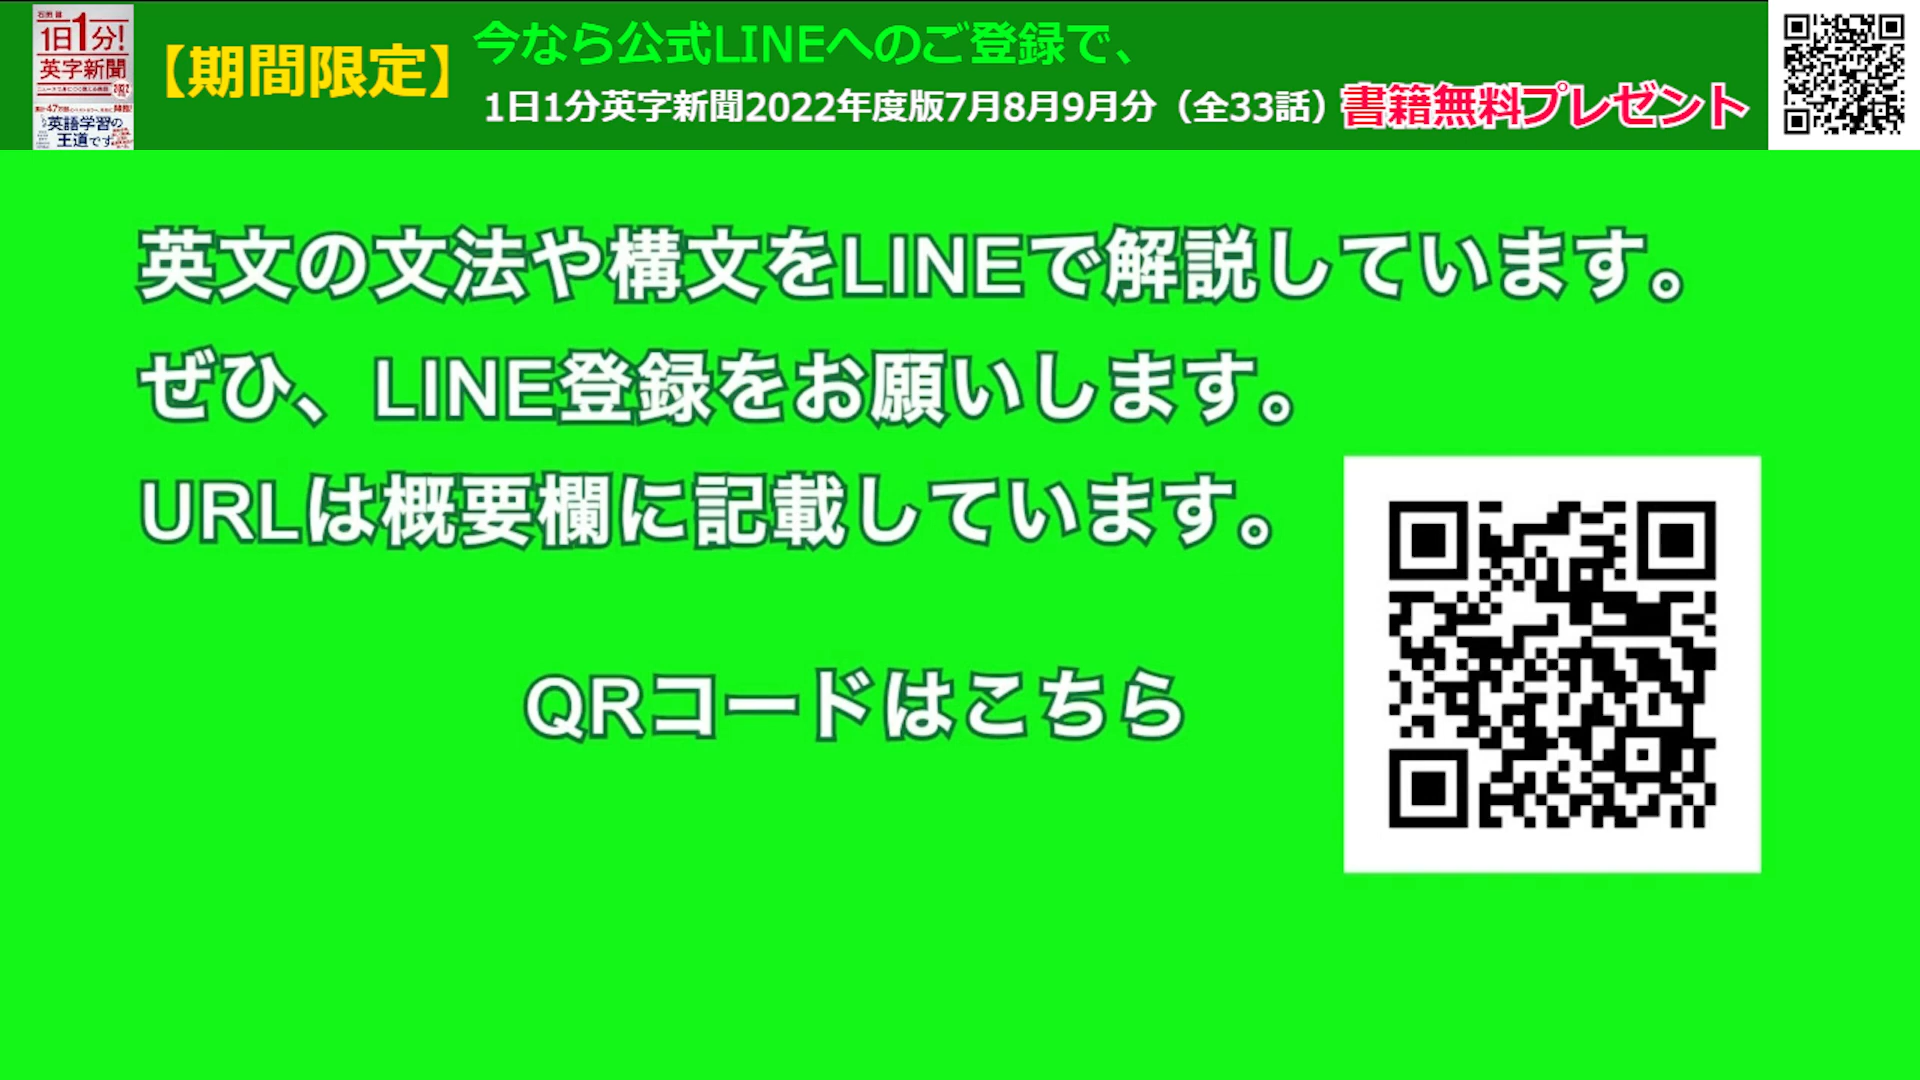 石田 健
1日1分!
英字新聞
2022
英語学習の
王道です。
【期間限定】
今なら公式LINEへのご登録で、
1日1分英字新聞2022年度版7月8月9月分（全33話）書籍無料プレゼント
英文の文法や構文をLINEで解説しています。
ぜひ、LINE登録をお願いします。
URLは概要欄に記載しています。
QRコードはこちら